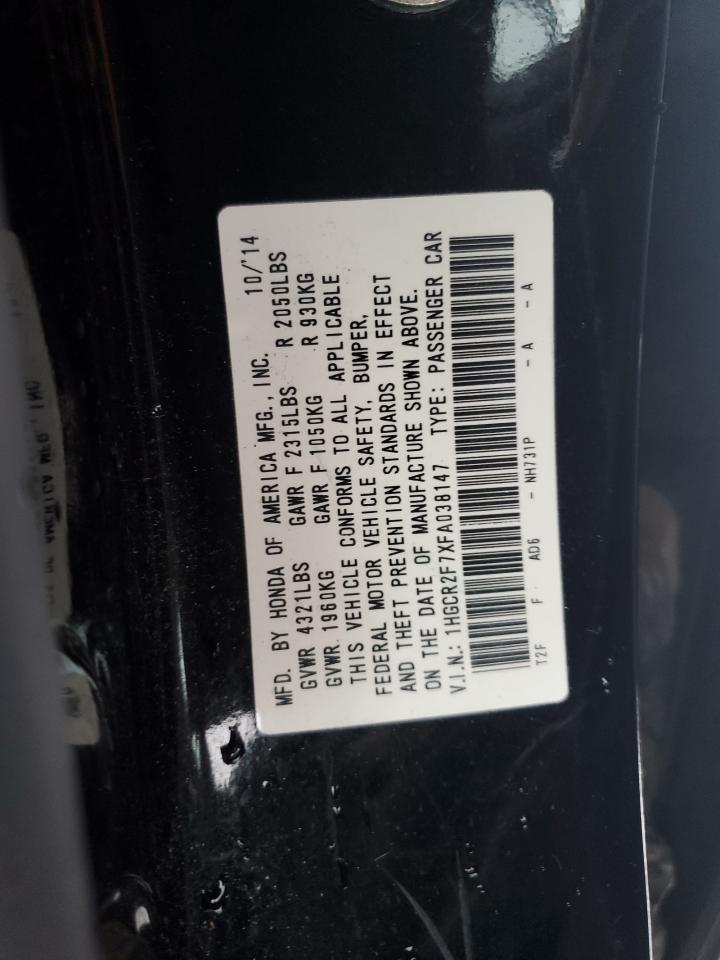 MFD. BY HONDA OF AMERICA MFG., INC. 10/'14
GVWR 4321LBS GAWR F 2315LBS R 2050LBS
GVWR 1960KG GAWR F 1050KG R 930KG
THIS VEHICLE CONFORMS TO ALL APPLICABLE
FEDERAL MOTOR VEHICLE SAFETY, BUMPER,
AND THEFT PREVENTION STANDARDS IN EFFECT
ON THE DATE OF MANUFACTURE SHOWN ABOVE.
V.I.N.: 1HGCR2F7XFA038147 TYPE: PASSENGER CAR
T2F F AD6 - NH731P - A - A